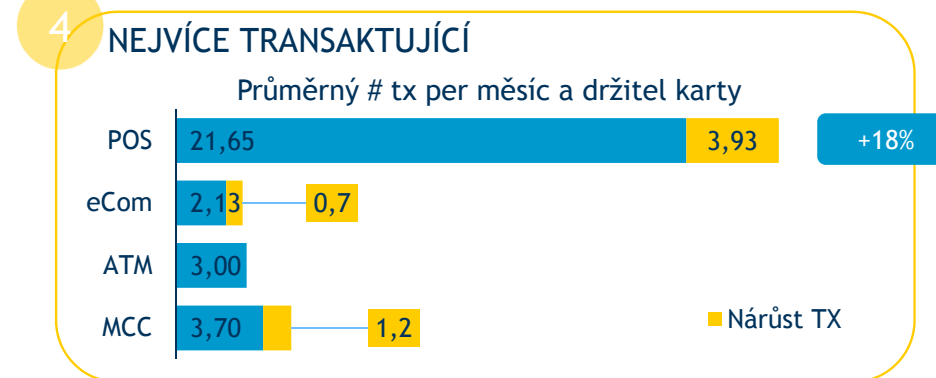 4
NEJVÍCE TRANSAKTUJÍCÍ
Průměrný # tx per měsíc a držitel karty
POS 21,65 3,93 +18%
eCom 2,13 0,7
ATM 3,00
MCC 3,70 1,2
Nárůst TX